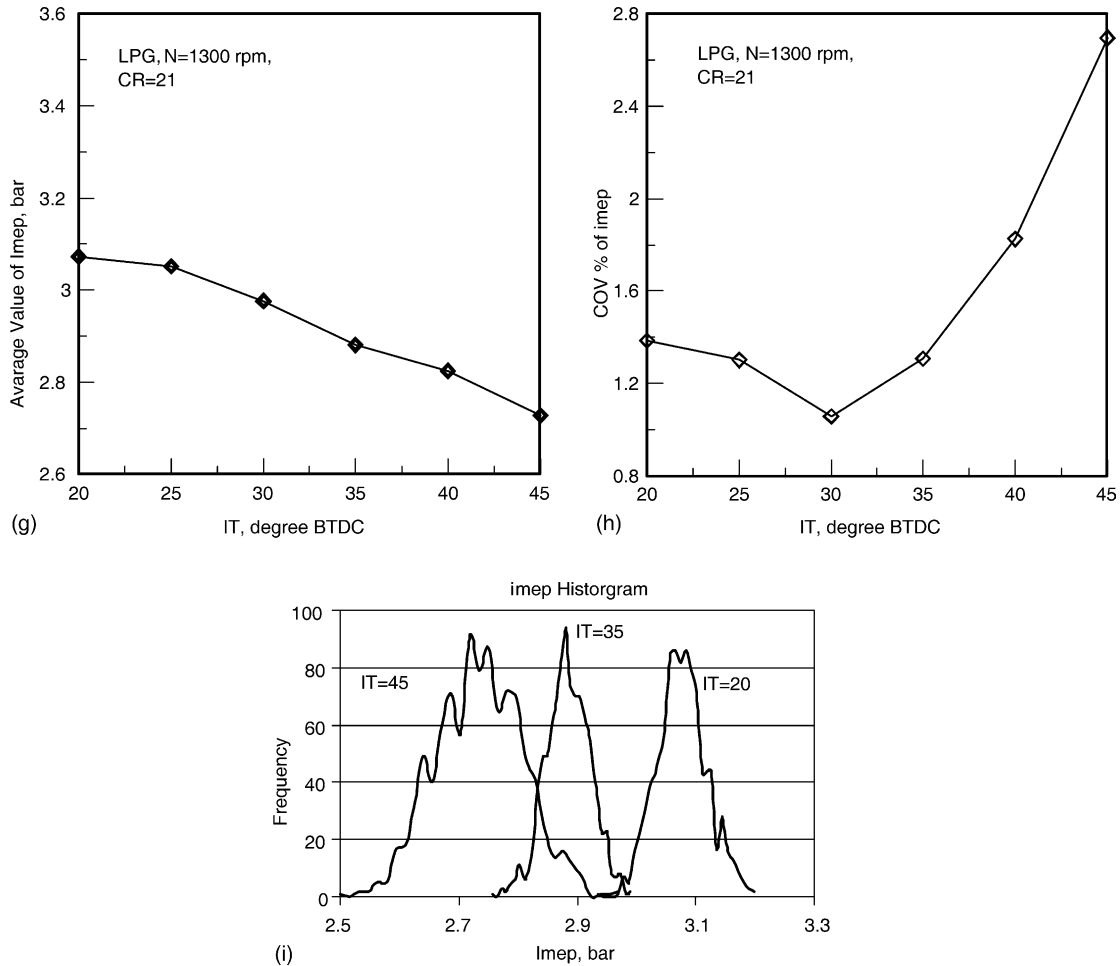 3.6
3.4
3.2
3
2.8
2.6
Avarage Value of Imep, bar
LPG, N=1300 rpm,
CR=21
20 25 30 35 40 45
IT, degree BTDC
(g)
2.8
2.4
2
1.6
1.2
0.8
COV % of imep
LPG, N=1300 rpm,
CR=21
20 25 30 35 40 45
IT, degree BTDC
(h)
imep Historgram
100
80
60
40
20
0
Frequency
IT=45
IT=35
IT=20
2.5 2.7 2.9 3.1 3.3
Imep, bar
(i)